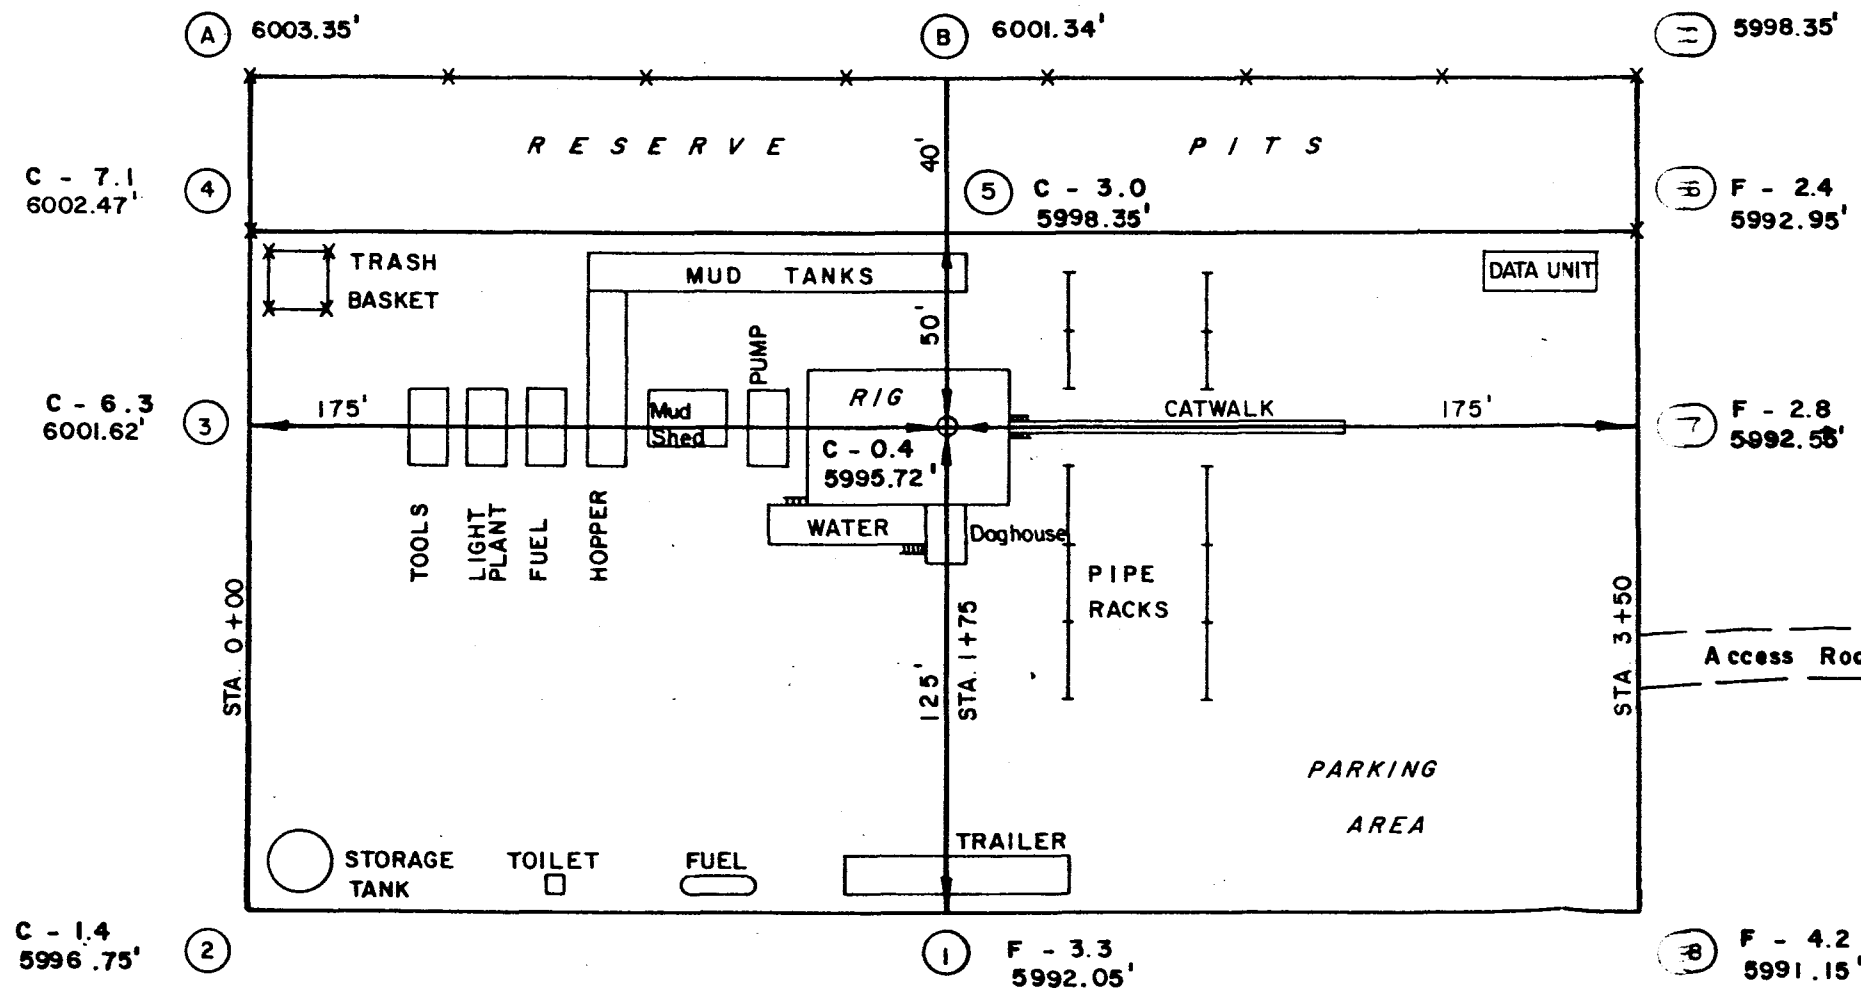 A 6003.35' B 6001.34' 5998.35'
RESERVE PITS
40'
C - 7.1
6002.47' 4
5 C - 3.0
5998.35'
6 F - 2.4
5992.95'
TRASH
BASKET
MUD TANKS
DATA UNIT
50'
PUMP
RIG
C - 6.3
6001.62' 3
175'
Mud
Shed
CATWALK
175'
7 F - 2.8
C - 0.4
5995.72'
TOOLS
LIGHT
PLANT
FUEL
HOPPER
WATER
Doghouse
PIPE
RACKS
STA. 0+00
125'
STA. 1+75
STA. 3+50
Access
PARKING
AREA
STORAGE
TANK
TOILET
FUEL
TRAILER
C - 1.4
5996.75' 2
1 F - 3.3
5992.05'
8 F - 4.2
5991.15'